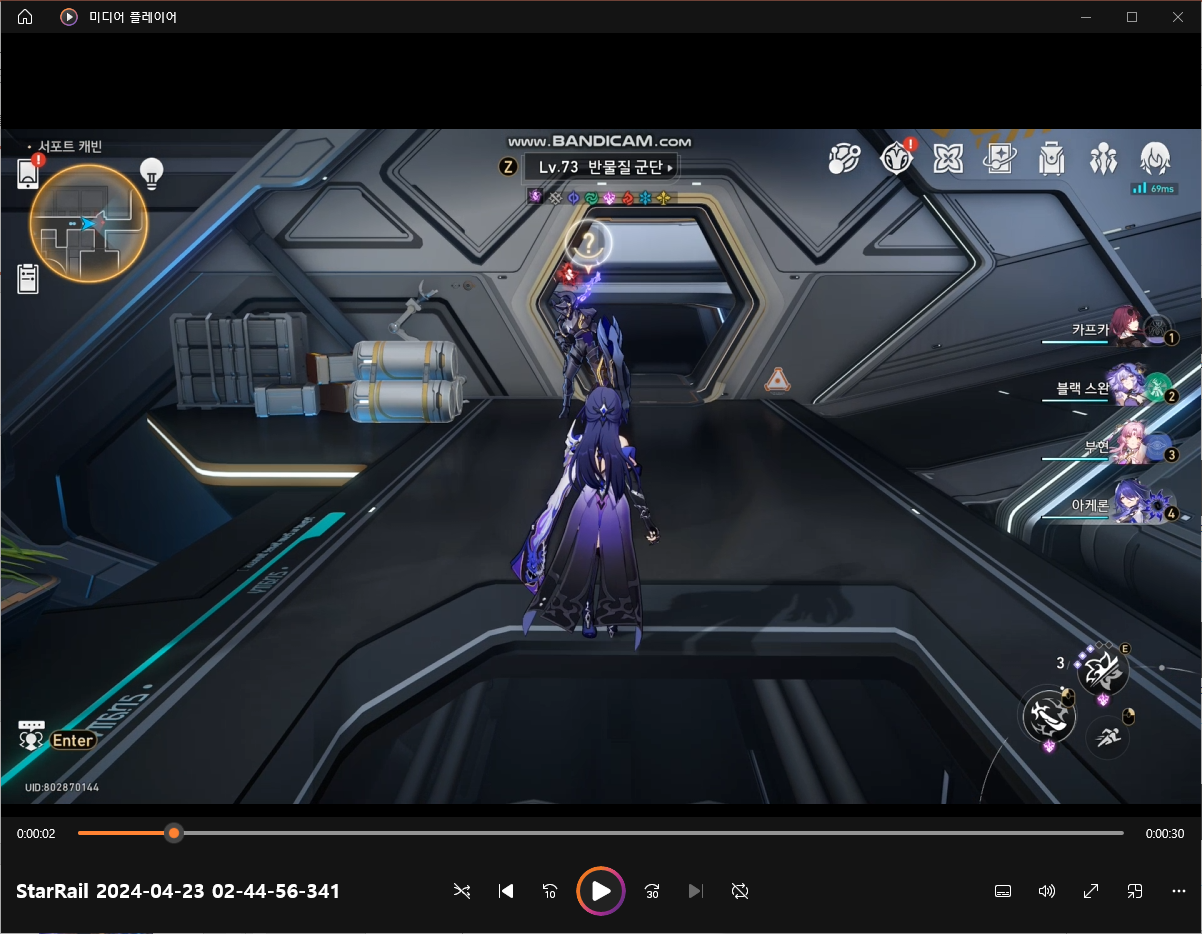 미디어 플레이어
www.BANDICAM.com
서포트 캐빈
Z Lv.73 반물질 군단
69ms
카프카 1
블랙 스완 2
부현 3
아케론 4
3
E
Enter
UID:802870144
0:00:02
0:00:30
StarRail 2024-04-23 02-44-56-341
10
30